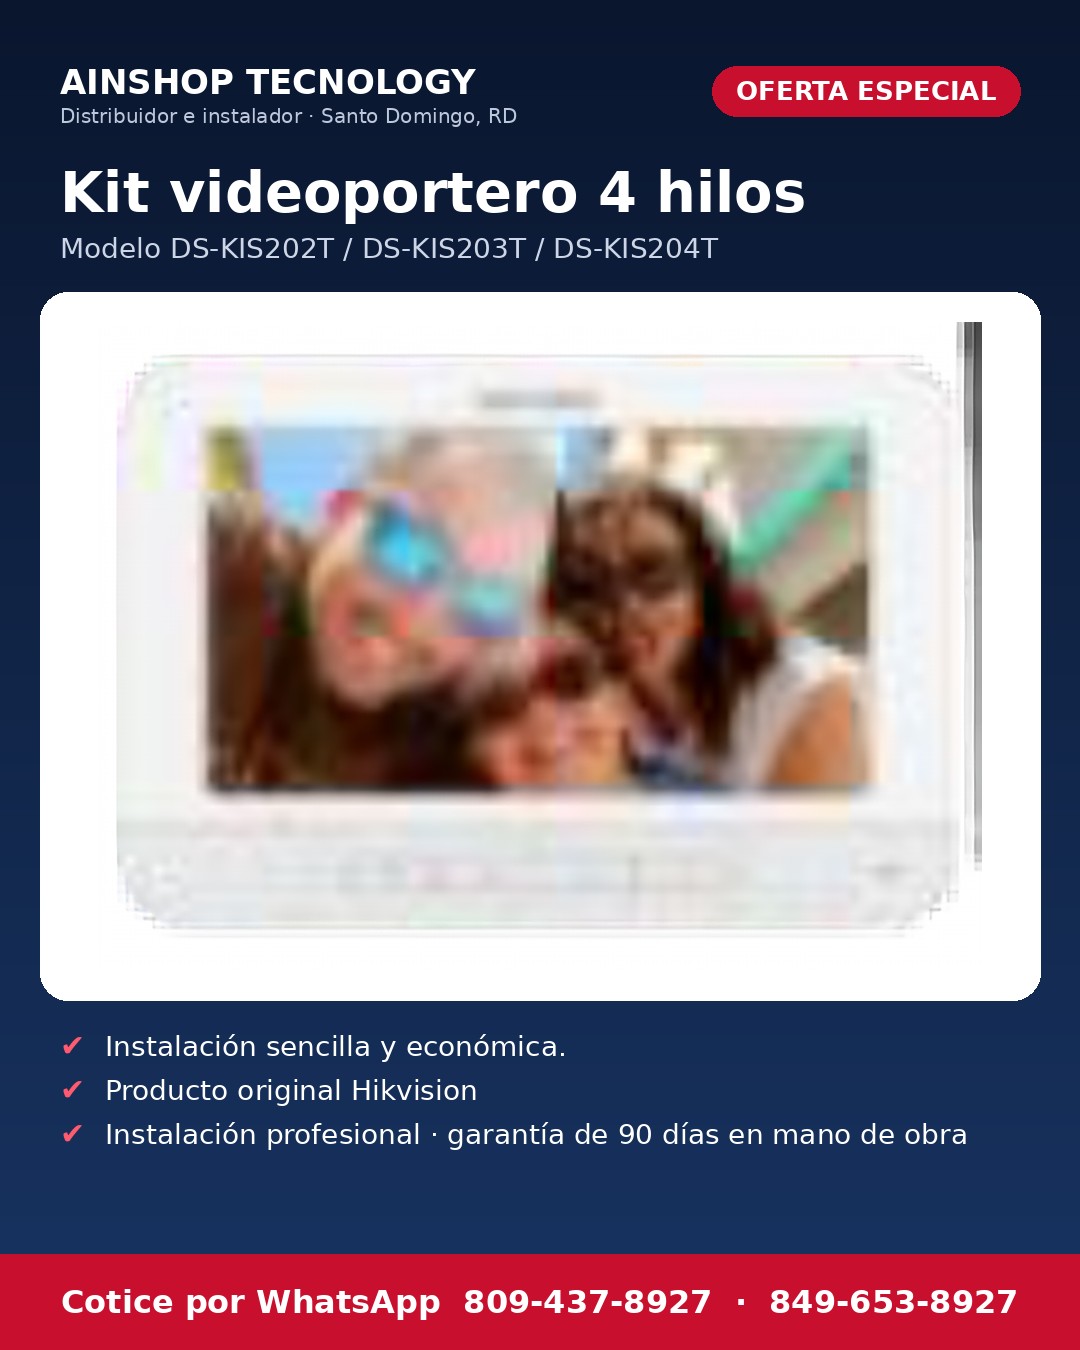 AINSHOP TECNOLOGY
OFERTA ESPECIAL
Distribuidor e instalador · Santo Domingo, RD
Kit videoportero 4 hilos
Modelo DS-KIS202T / DS-KIS203T / DS-KIS204T
✔ Instalación sencilla y económica.
✔ Producto original Hikvision
✔ Instalación profesional · garantía de 90 días en mano de obra
Cotice por WhatsApp 809-437-8927 · 849-653-8927